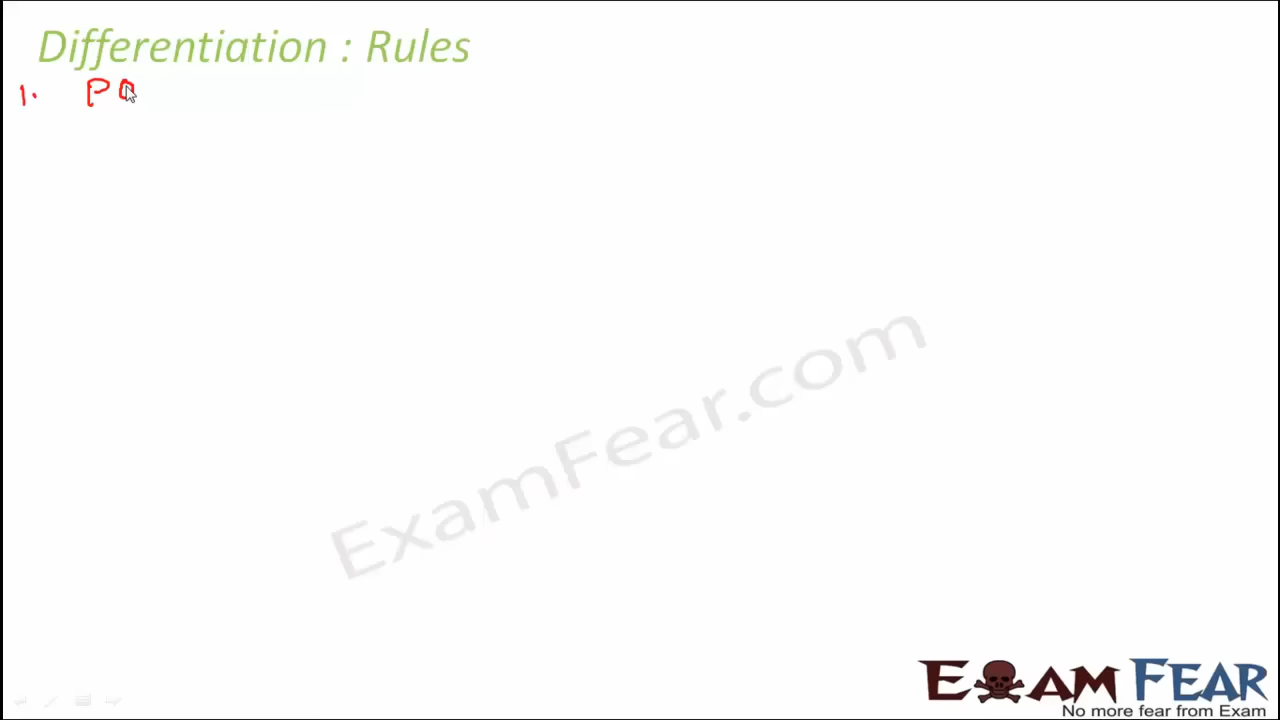 Differentiation : Rules
1. PO
ExamFear.com
EXAM FEAR
No more fear from Exam